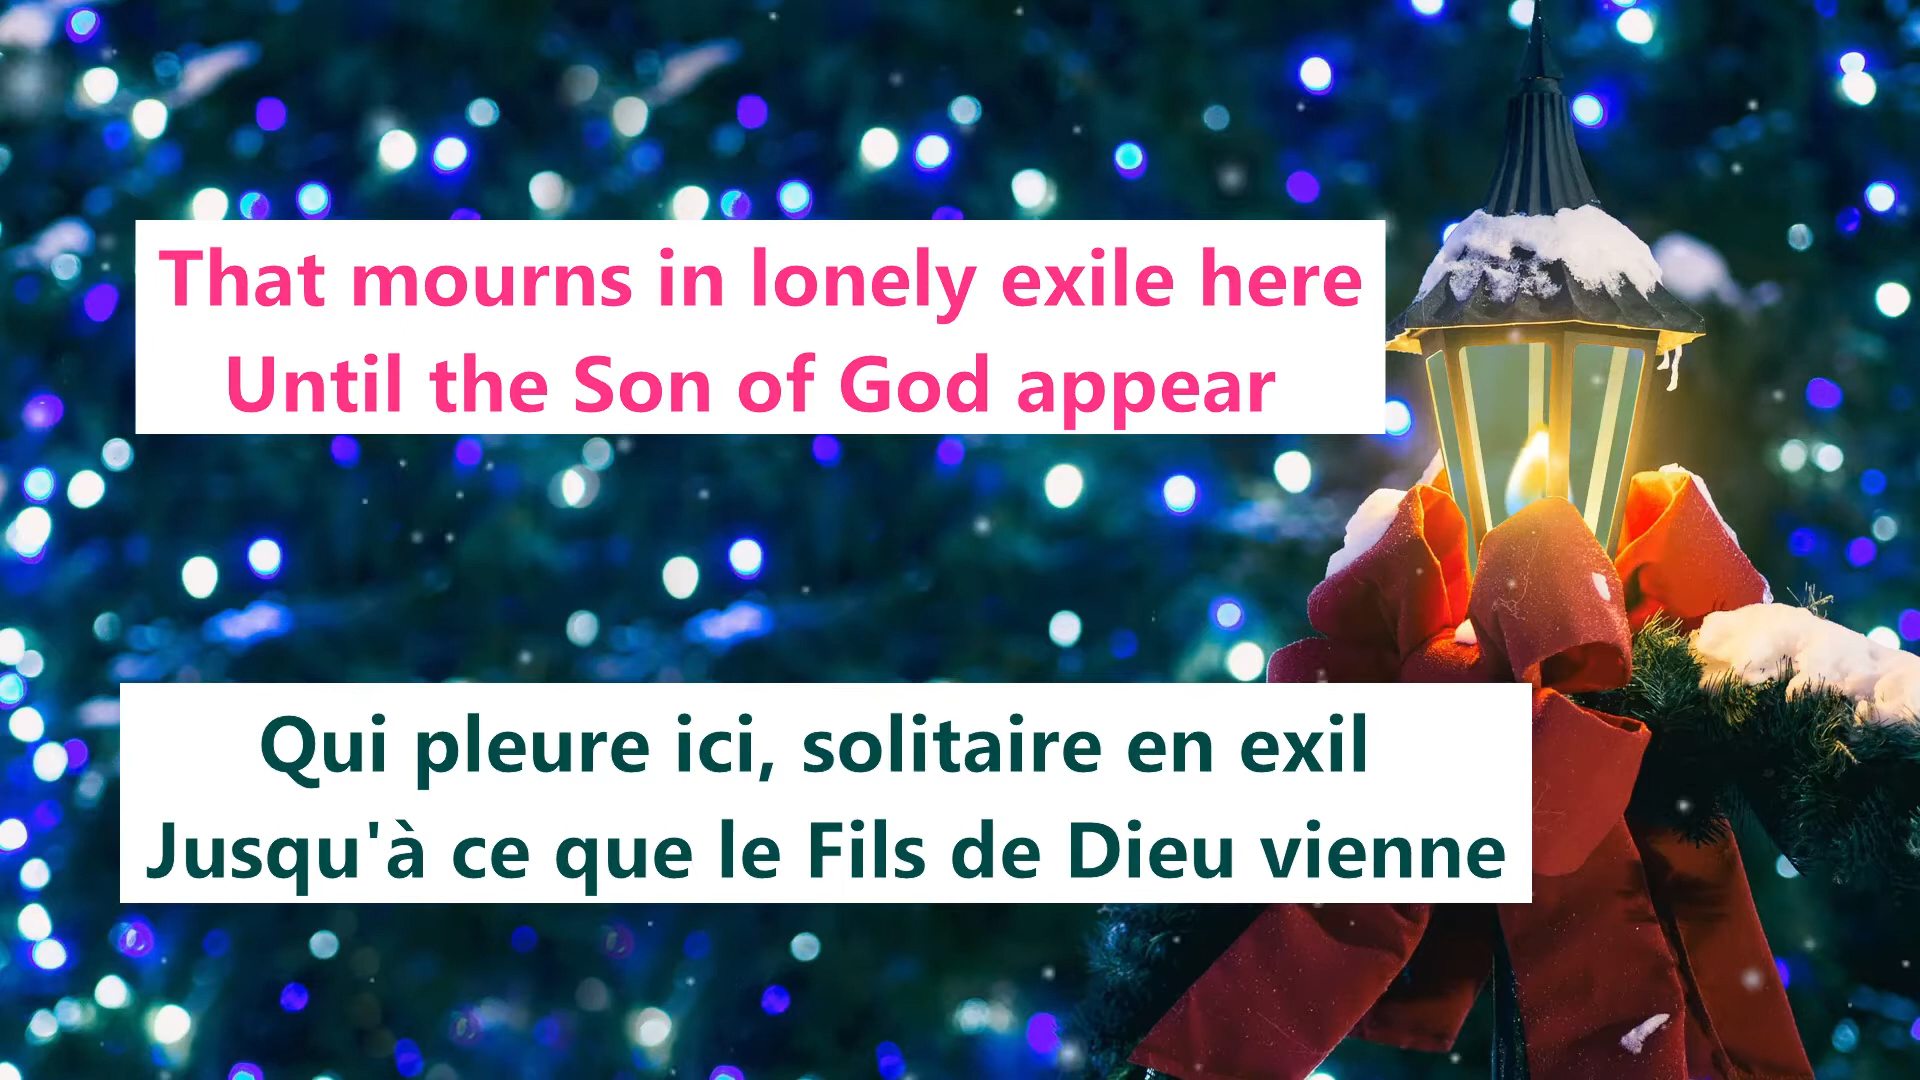 That mourns in lonely exile here
Until the Son of God appear
Qui pleure ici, solitaire en exil
Jusqu'à ce que le Fils de Dieu vienne